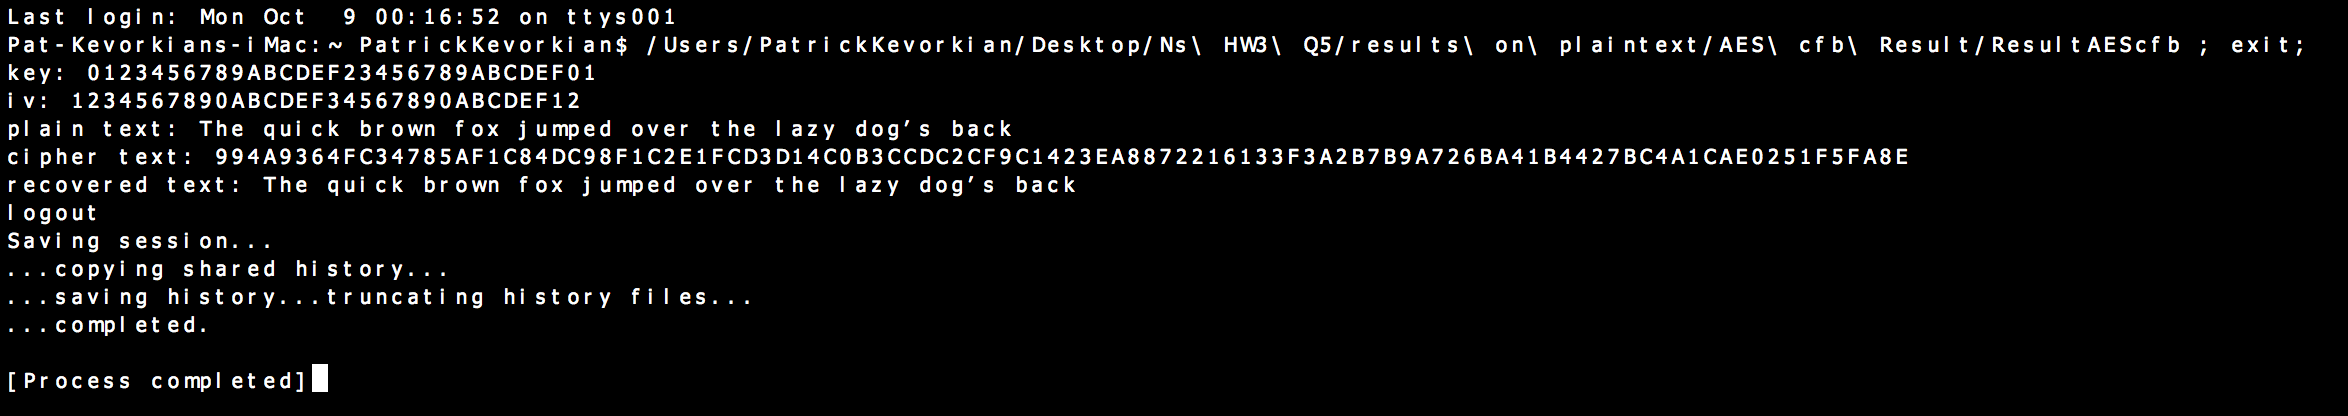 Last login: Mon Oct  9 00:16:52 on ttys001
Pat-Kevorkians-iMac:~ PatrickKevorkian$ /Users/PatrickKevorkian/Desktop/Ns\ HW3\ Q5/results\ on\ plaintext/AES\ cfb\ Result/ResultAEScfb ; exit;
key: 0123456789ABCDEF23456789ABCDEF01
iv: 1234567890ABCDEF34567890ABCDEF12
plain text: The quick brown fox jumped over the lazy dog’s back
cipher text: 994A9364FC34785AF1C84DC98F1C2E1FCD3D14C0B3CCDC2CF9C1423EA8872216133F3A2B7B9A726BA41B4427BC4A1CAE0251F5FA8E
recovered text: The quick brown fox jumped over the lazy dog’s back
logout
Saving session...
...copying shared history...
...saving history...truncating history files...
...completed.
[Process completed]